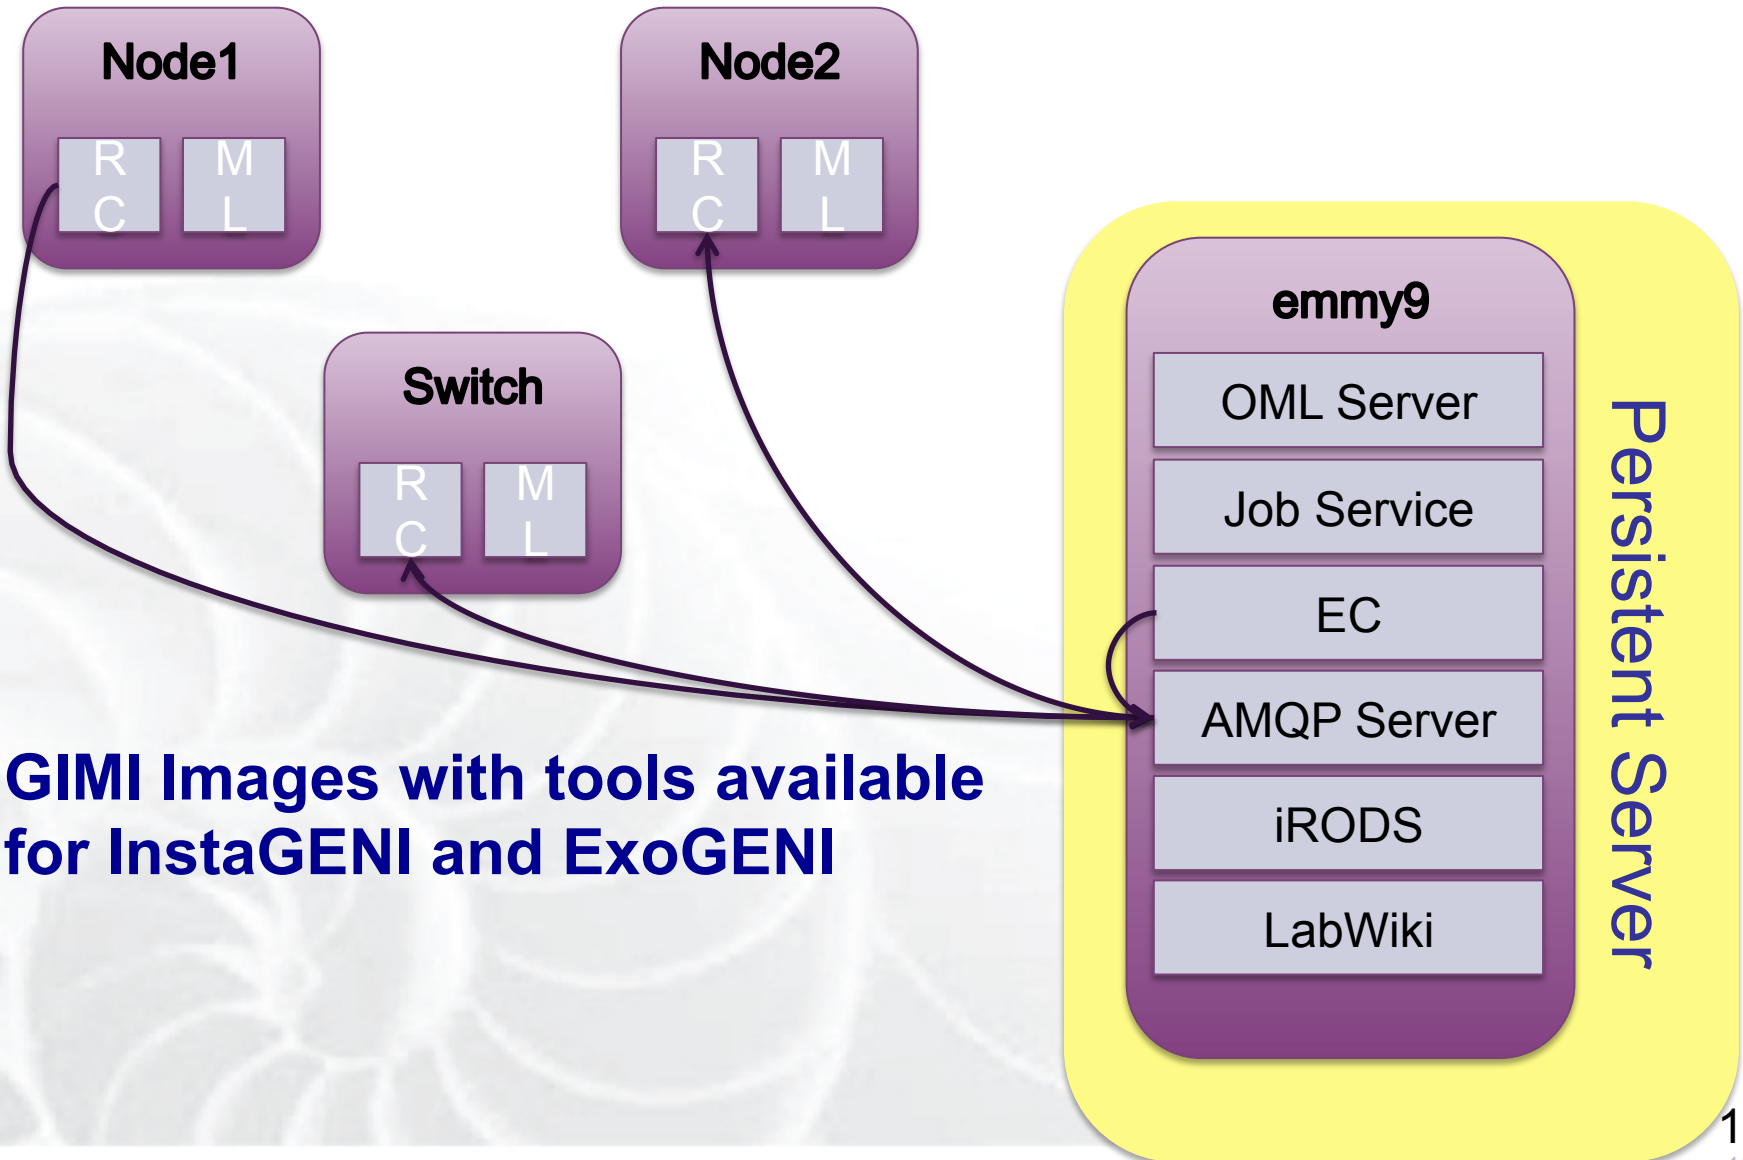 Node1
R
C
M
L
Node2
R
C
M
L
Switch
R
C
M
L
emmy9
OML Server
Job Service
EC
AMQP Server
iRODS
LabWiki
Persistent Server
GIMI Images with tools available
for InstaGENI and ExoGENI
1